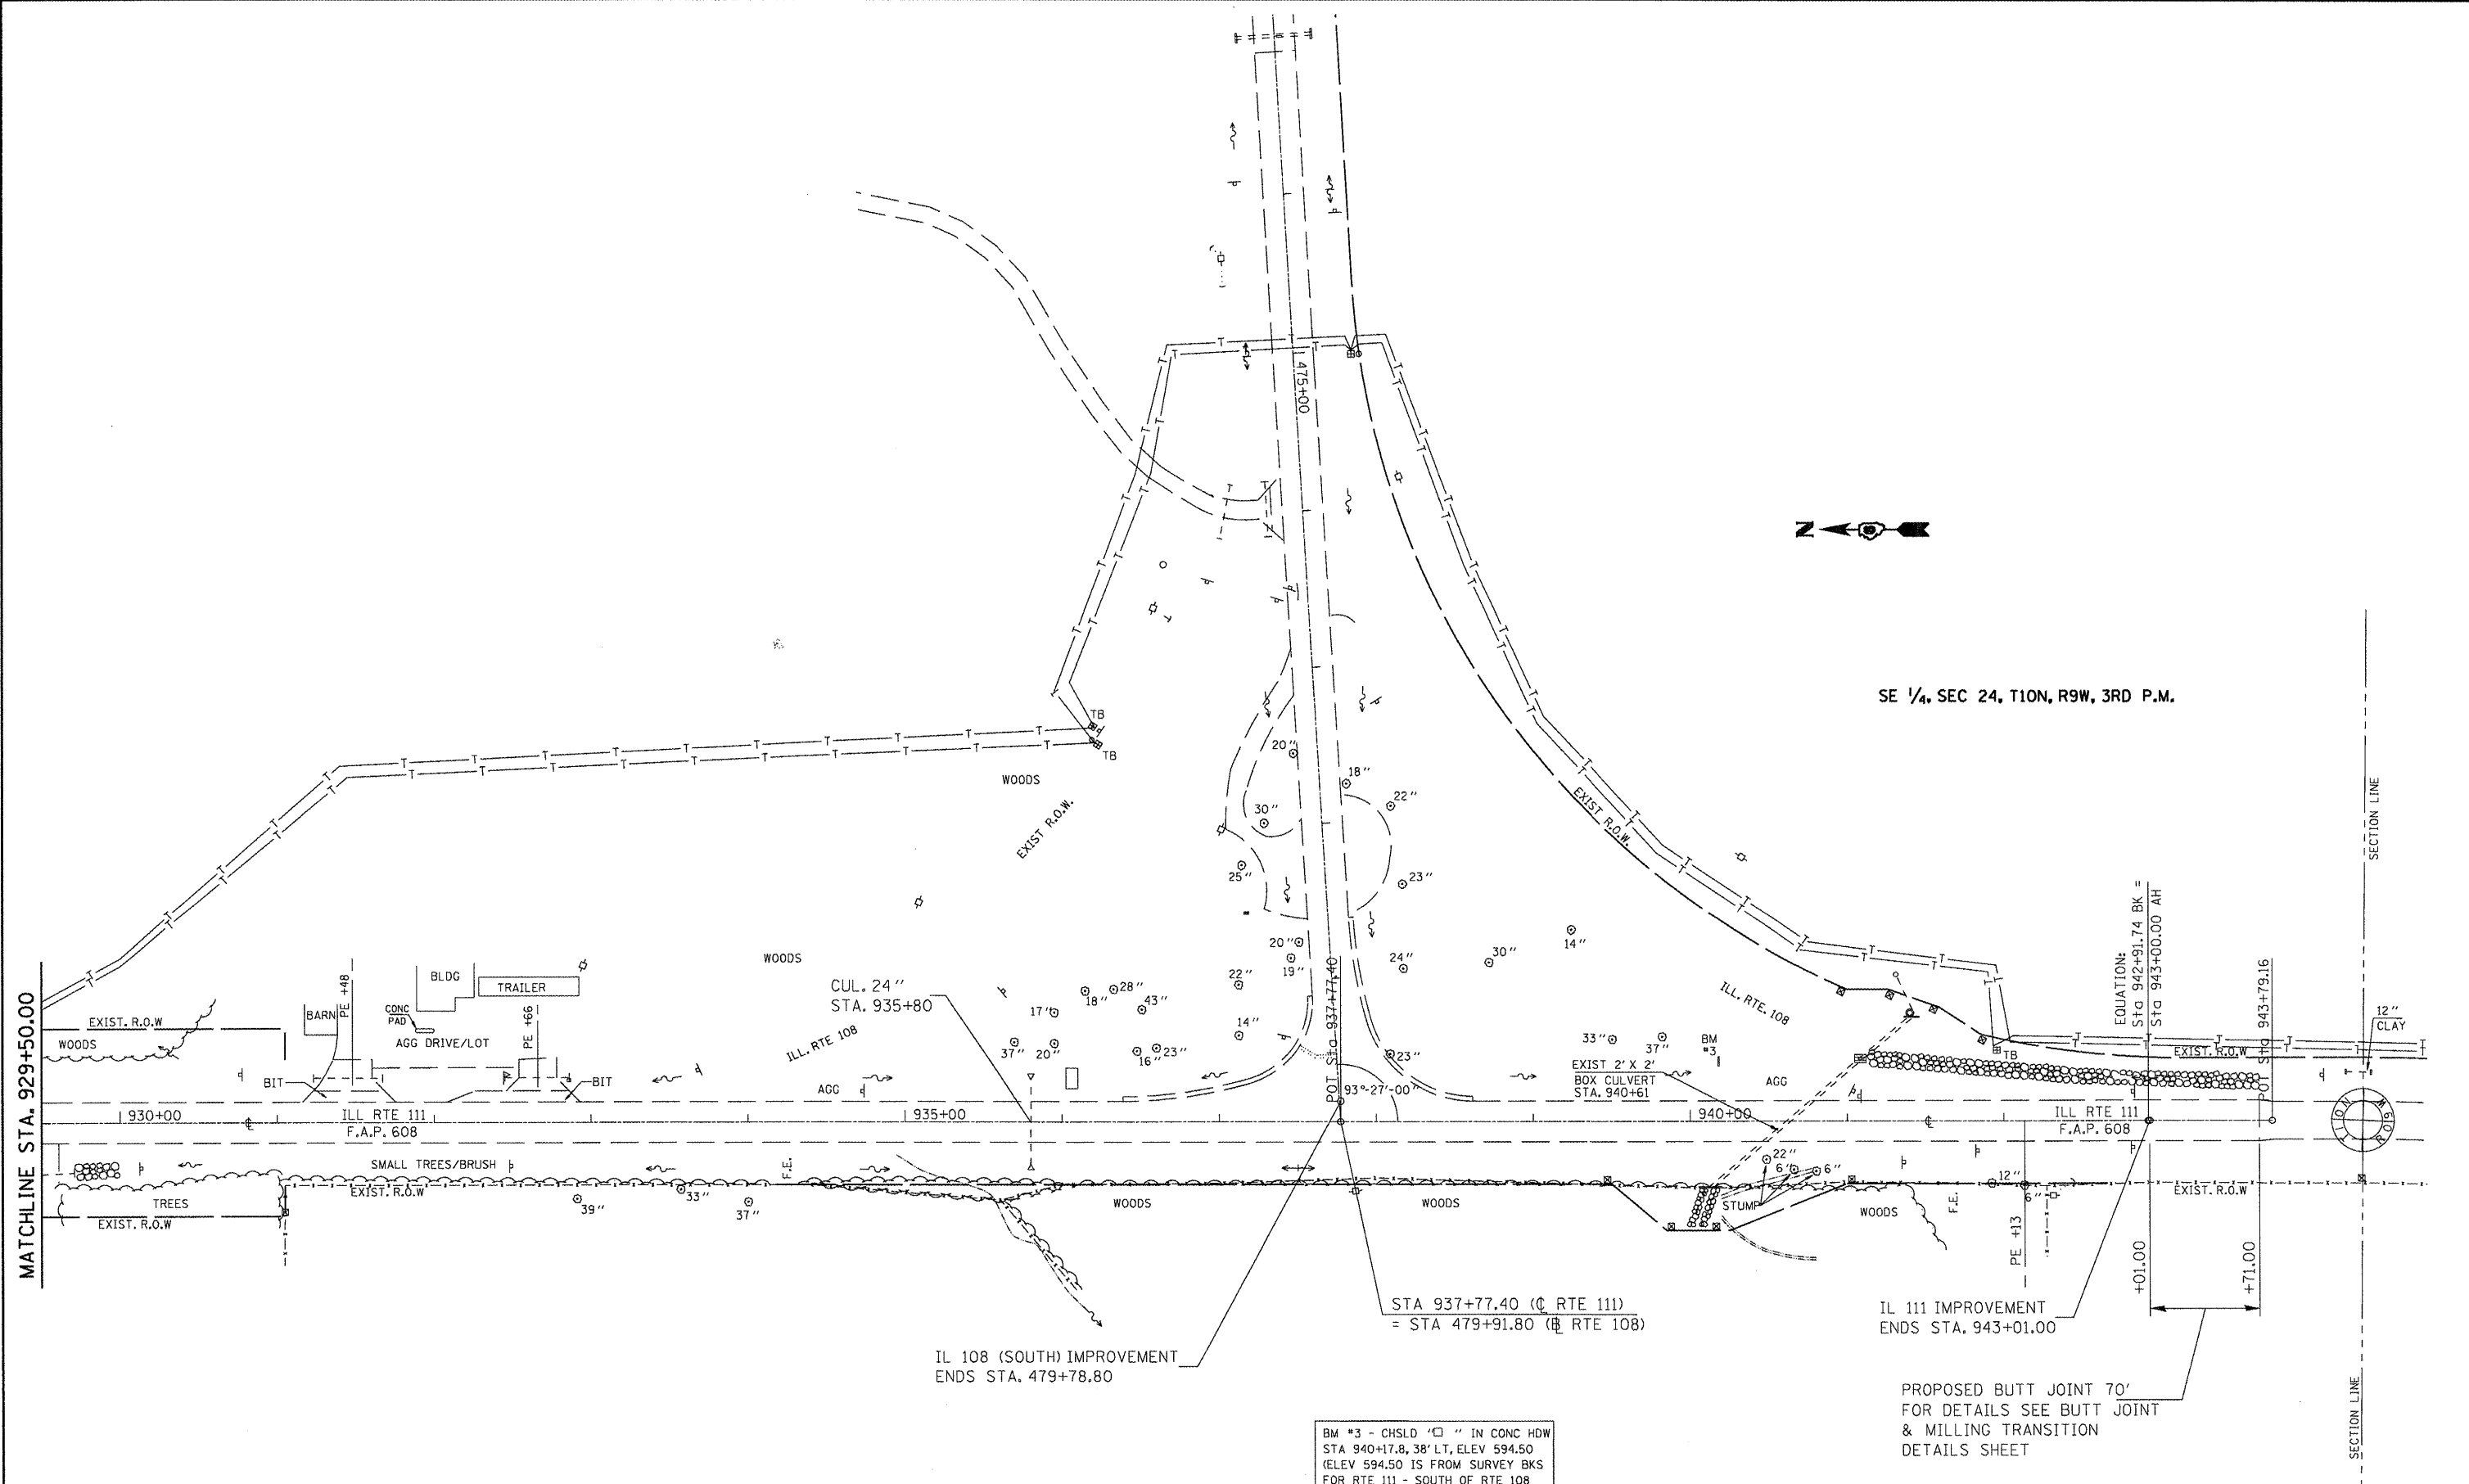 475+00
N
SE 1/4, SEC 24, T10N, R9W, 3RD P.M.
TB
TB
WOODS
EXIST R.O.W.
20"
18"
22"
30"
25"
23"
EXIST R.O.W.
SECTION LINE
WOODS
20"
19"
22"
24"
30"
14"
EQUATION:
Sta 942+91.74 BK =
Sta 943+00.00 AH
POT Sta 943+79.16
MATCHLINE STA. 929+50.00
EXIST. R.O.W
WOODS
BARN
PE +48
CONC
PAD
BLDG
TRAILER
PE +66
AGG DRIVE/LOT
BIT
BIT
ILL. RTE 108
CUL. 24"
STA. 935+80
17"
18"
28"
43"
37"
20"
16"
23"
14"
POT Sta 937+77.40
23"
93°-27'-00"
33"
37"
BM
#3
ILL. RTE. 108
EXIST 2' X 2'
BOX CULVERT
STA. 940+61
AGG
AGG
TB
EXIST. R.O.W
12"
CLAY
930+00
ILL RTE 111
F.A.P. 608
935+00
940+00
ILL RTE 111
F.A.P. 608
T10N
R09W
SMALL TREES/BRUSH
TREES
EXIST. R.O.W
EXIST. R.O.W
39"
33"
37"
F.E.
WOODS
WOODS
22"
6"
6"
STUMP
WOODS
F.E.
12"
6"
PE +13
EXIST. R.O.W
+01.00
+71.00
STA 937+77.40 (℄ RTE 111)
= STA 479+91.80 (BL RTE 108)
IL 108 (SOUTH) IMPROVEMENT
ENDS STA. 479+78.80
IL 111 IMPROVEMENT
ENDS STA. 943+01.00
PROPOSED BUTT JOINT 70'
FOR DETAILS SEE BUTT JOINT
& MILLING TRANSITION
DETAILS SHEET
SECTION LINE
BM #3 - CHSLD "□" IN CONC HDW
STA 940+17.8, 38' LT, ELEV 594.50
(ELEV 594.50 IS FROM SURVEY BKS
FOR RTE 111 - SOUTH OF RTE 108